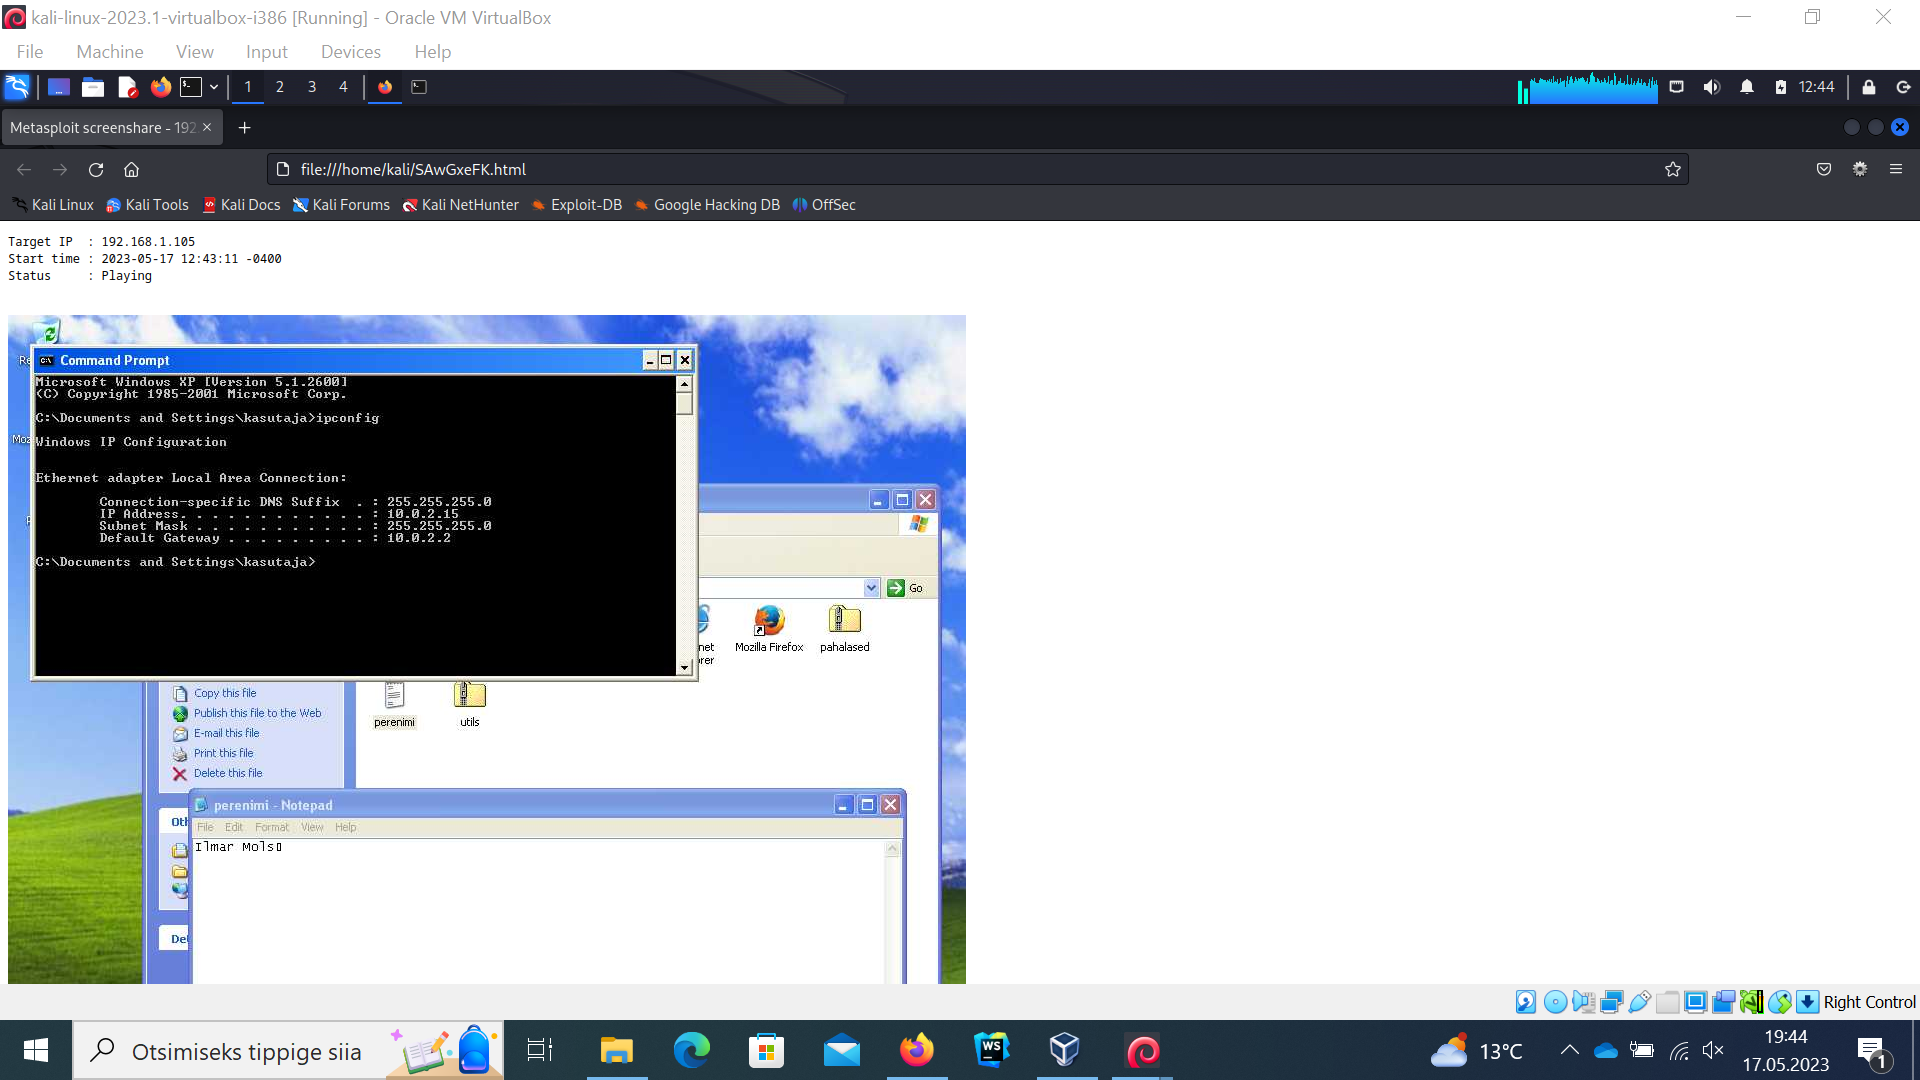 kali-linux-2023.1-virtualbox-i386 [Running] - Oracle VM VirtualBox
File Machine View Input Devices Help
1 2 3 4 12:44
Metasploit screenshare - 192
file:///home/kali/SAwGxeFK.html
Kali Linux Kali Tools Kali Docs Kali Forums Kali NetHunter Exploit-DB Google Hacking DB OffSec
Target IP : 192.168.1.105
Start time : 2023-05-17 12:43:11 -0400
Status : Playing
Command Prompt
Microsoft Windows XP [Version 5.1.2600]
(C) Copyright 1985-2001 Microsoft Corp.
C:\Documents and Settings\kasutaja>ipconfig
Windows IP Configuration
Ethernet adapter Local Area Connection:
Connection-specific DNS Suffix . : 255.255.255.0
IP Address. . . . . . . . . . . . : 10.0.2.15
Subnet Mask . . . . . . . . . . . : 255.255.255.0
Default Gateway . . . . . . . . . : 10.0.2.2
C:\Documents and Settings\kasutaja>
Go
Mozilla Firefox
pahalased
Copy this file
Publish this file to the Web
E-mail this file
Print this file
Delete this file
perenimi
utils
perenimi - Notepad
File Edit Format View Help
Ilmar Mols
Right Control
Otsimiseks tippige siia
WS
13°C
19:44
17.05.2023
1